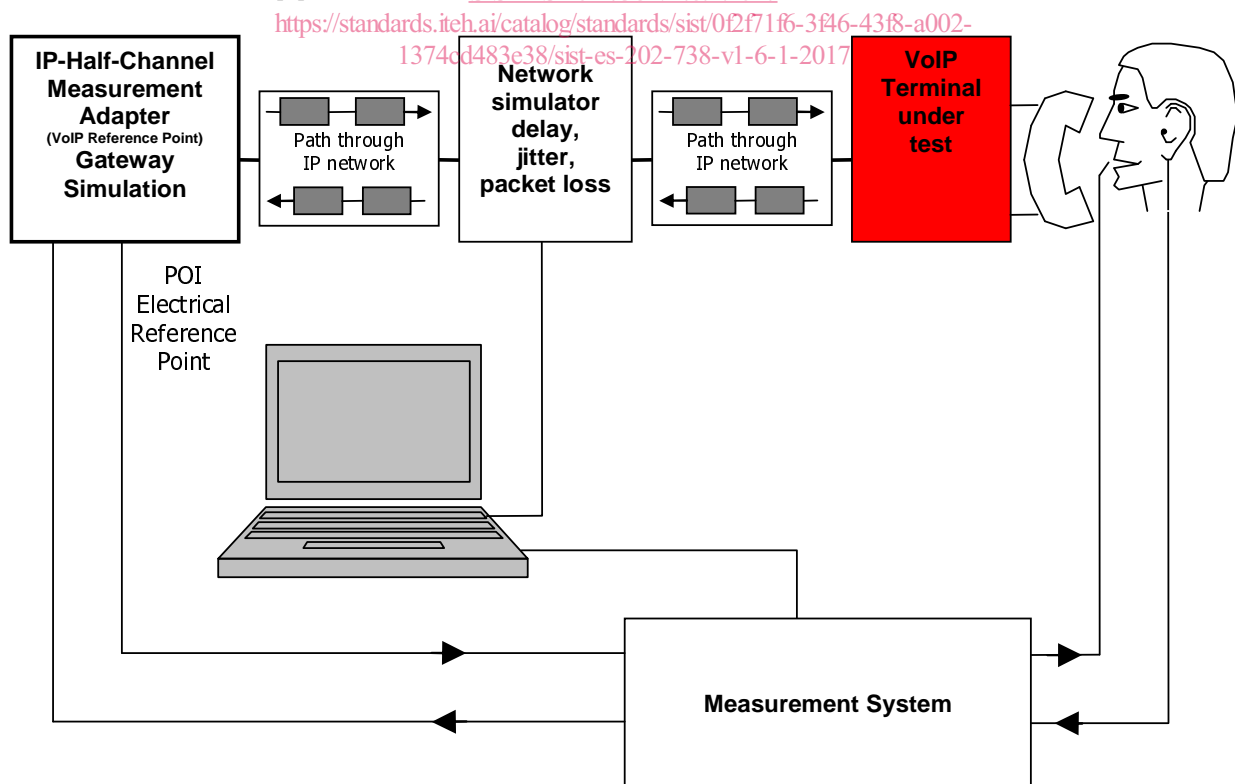 https://standards.iteh.ai/catalog/standards/sist/0f2f71f6-3f46-43f8-a002-
1374cd483e38/sist-es-202-738-v1-6-1-2017
IP-Half-Channel
Measurement
Adapter
(VoIP Reference Point)
Gateway
Simulation
Path through
IP network
Network
simulator
delay,
jitter,
packet loss
Path through
IP network
VoIP
Terminal
under
test
POI
Electrical
Reference
Point
Measurement System